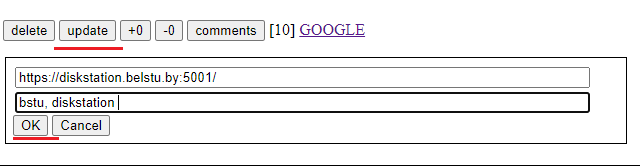 delete update +0 -0 comments [10] GOOGLE
https://diskstation.belstu.by:5001/
bstu, diskstation
OK Cancel